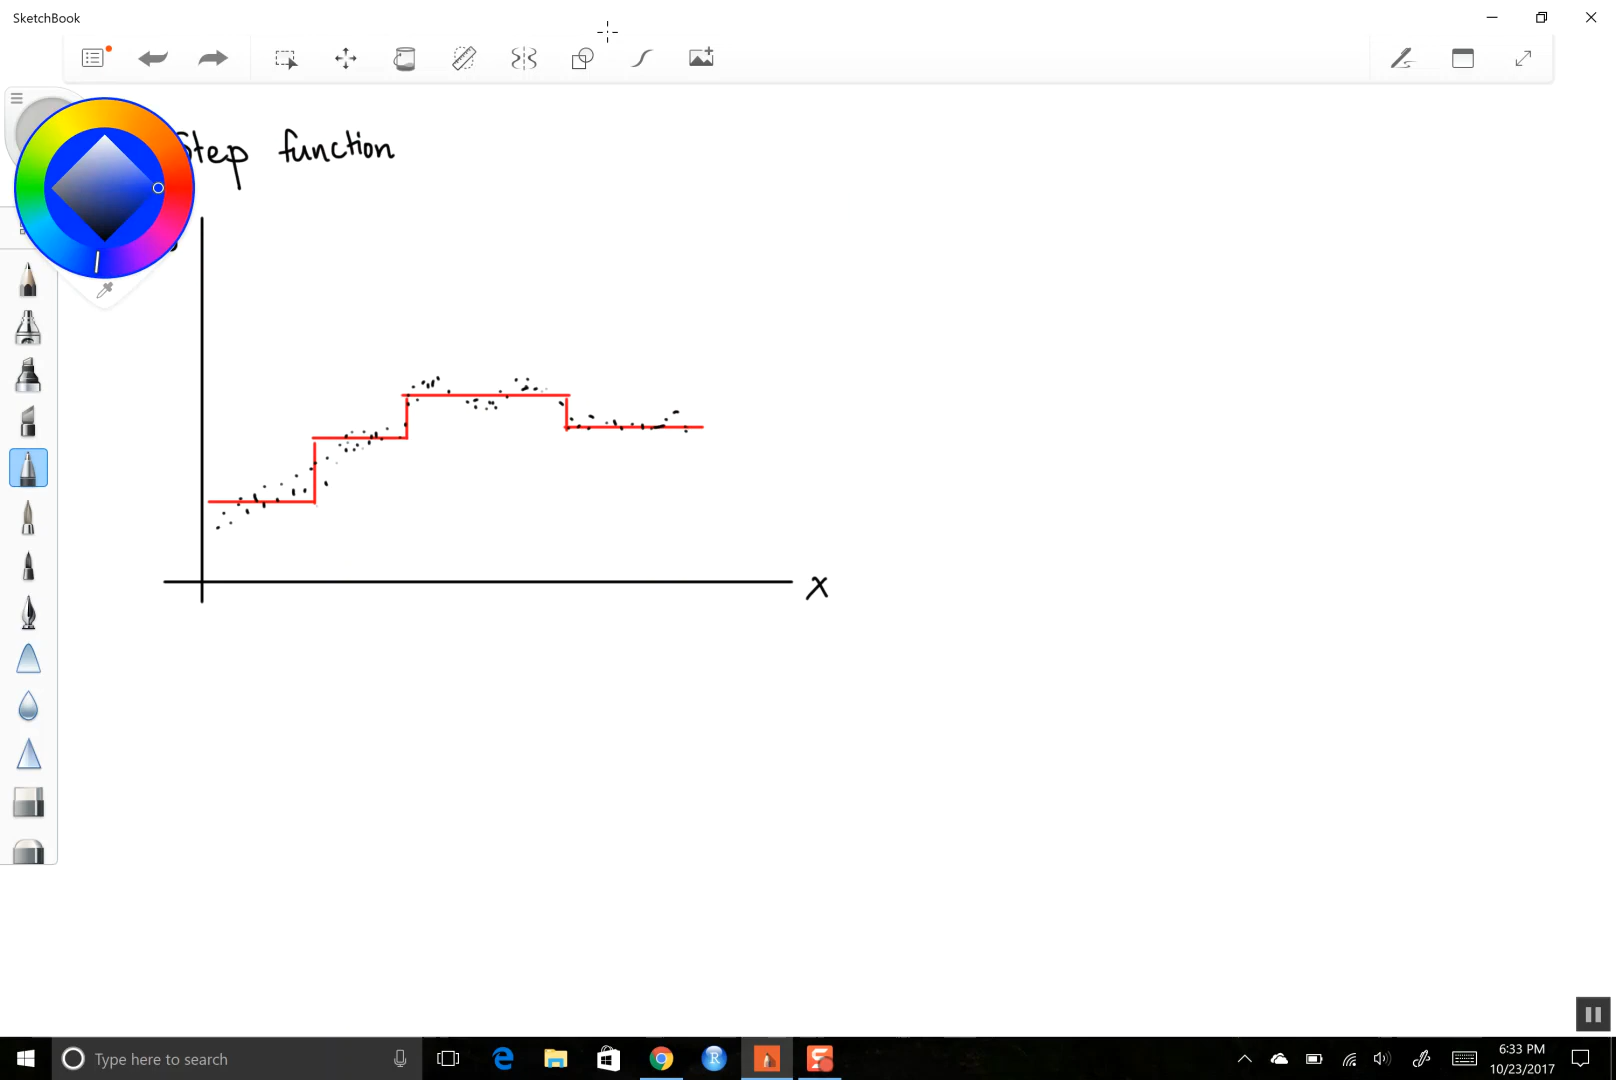 SketchBook
Step function
X
Type here to search
R
6:33 PM
10/23/2017